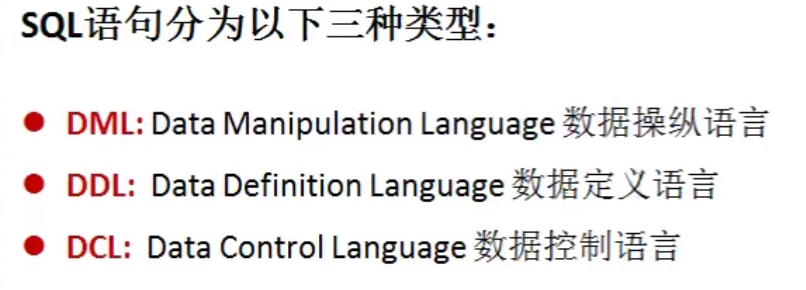 SQL语句分为以下三种类型：
● DML: Data Manipulation Language 数据操纵语言
● DDL: Data Definition Language 数据定义语言
● DCL: Data Control Language 数据控制语言